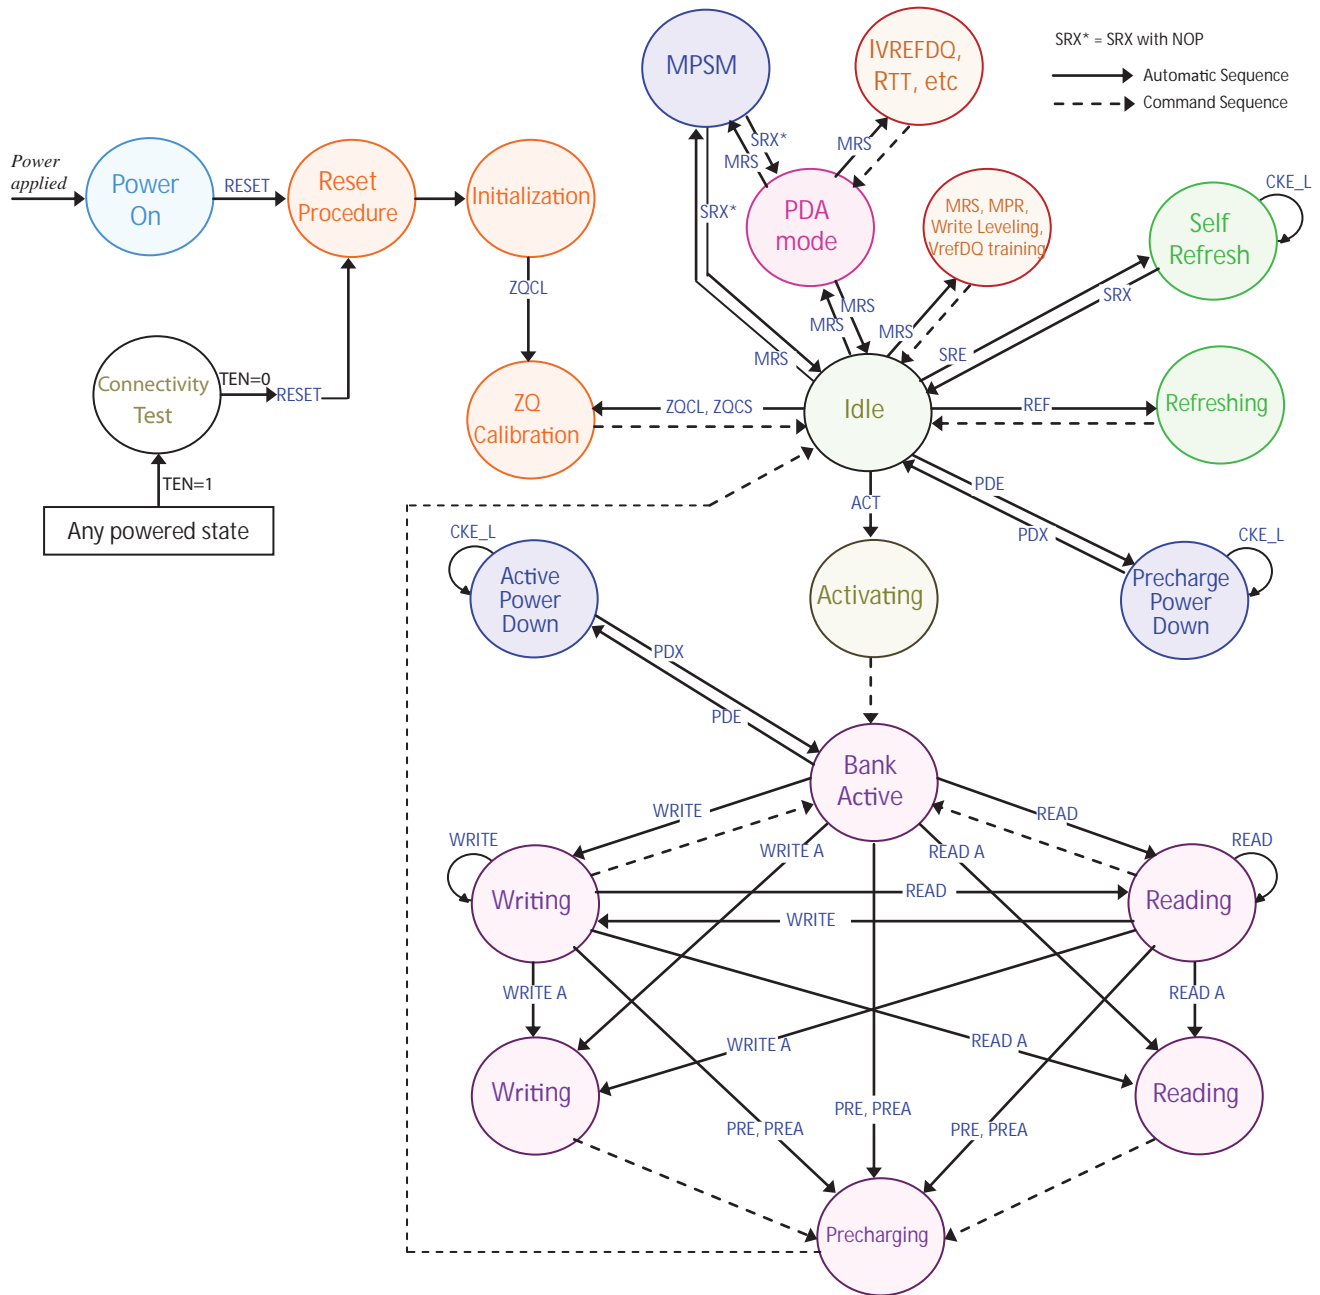 MPSM
IVREFDQ,
RTT, etc
SRX* = SRX with NOP
Automatic Sequence
Command Sequence
SRX*
MRS
MRS
Power
applied
Power
On
RESET
Reset
Procedure
Initialization
SRX*
PDA
mode
MRS, MPR,
Write Leveling,
VrefDQ training
CKE_L
Self
Refresh
ZQCL
SRX
MRS
MRS
MRS
MRS
SRE
Connectivity
Test
TEN=0
RESET
ZQ
Calibration
ZQCL, ZQCS
Idle
REF
Refreshing
TEN=1
Any powered state
ACT
PDE
PDX
CKE_L
Active
Power
Down
Activating
CKE_L
Precharge
Power
Down
PDX
PDE
Bank
Active
WRITE
READ
WRITE
WRITE A
READ A
READ
Writing
READ
Reading
WRITE
WRITE A
READ A
WRITE A
READ A
Writing
Reading
PRE, PREA
PRE, PREA
PRE, PREA
Precharging